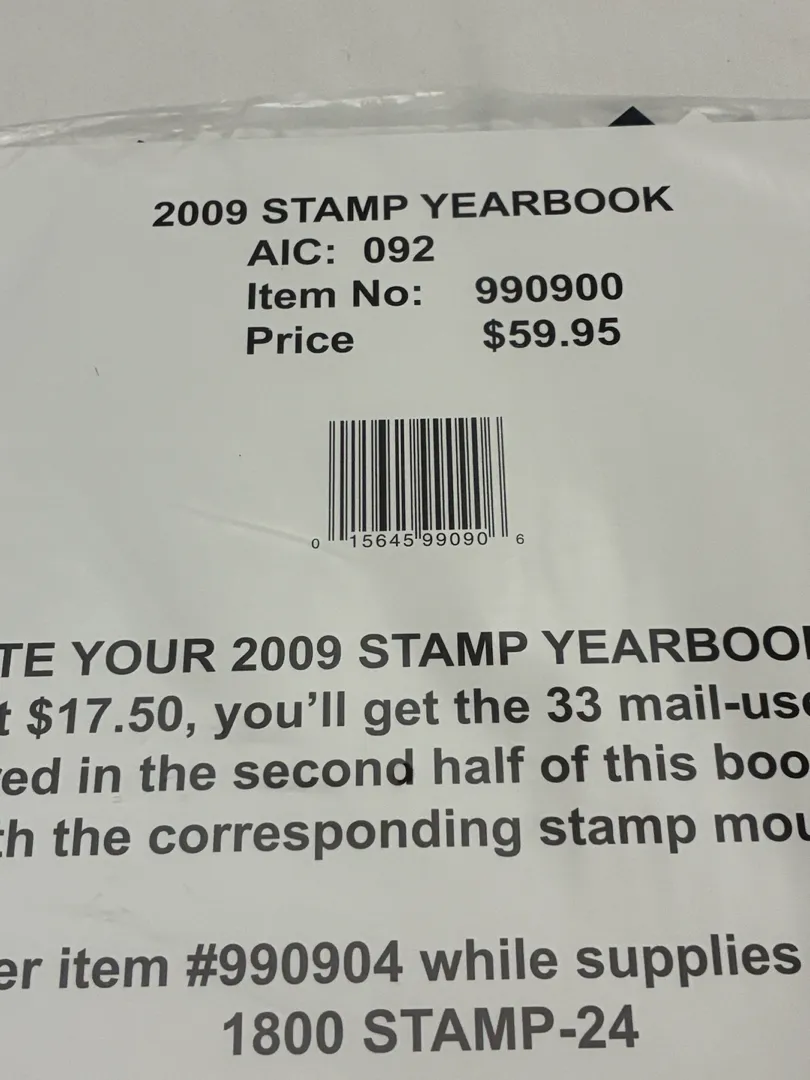 2009 STAMP YEARBOOK
AIC: 092
Item No: 990900
Price $59.95
0 15645 99090 6
TE YOUR 2009 STAMP YEARBOO
$17.50, you'll get the 33 mail-us
ed in the second half of this boo
th the corresponding stamp mou
er item #990904 while supplies
1800 STAMP-24